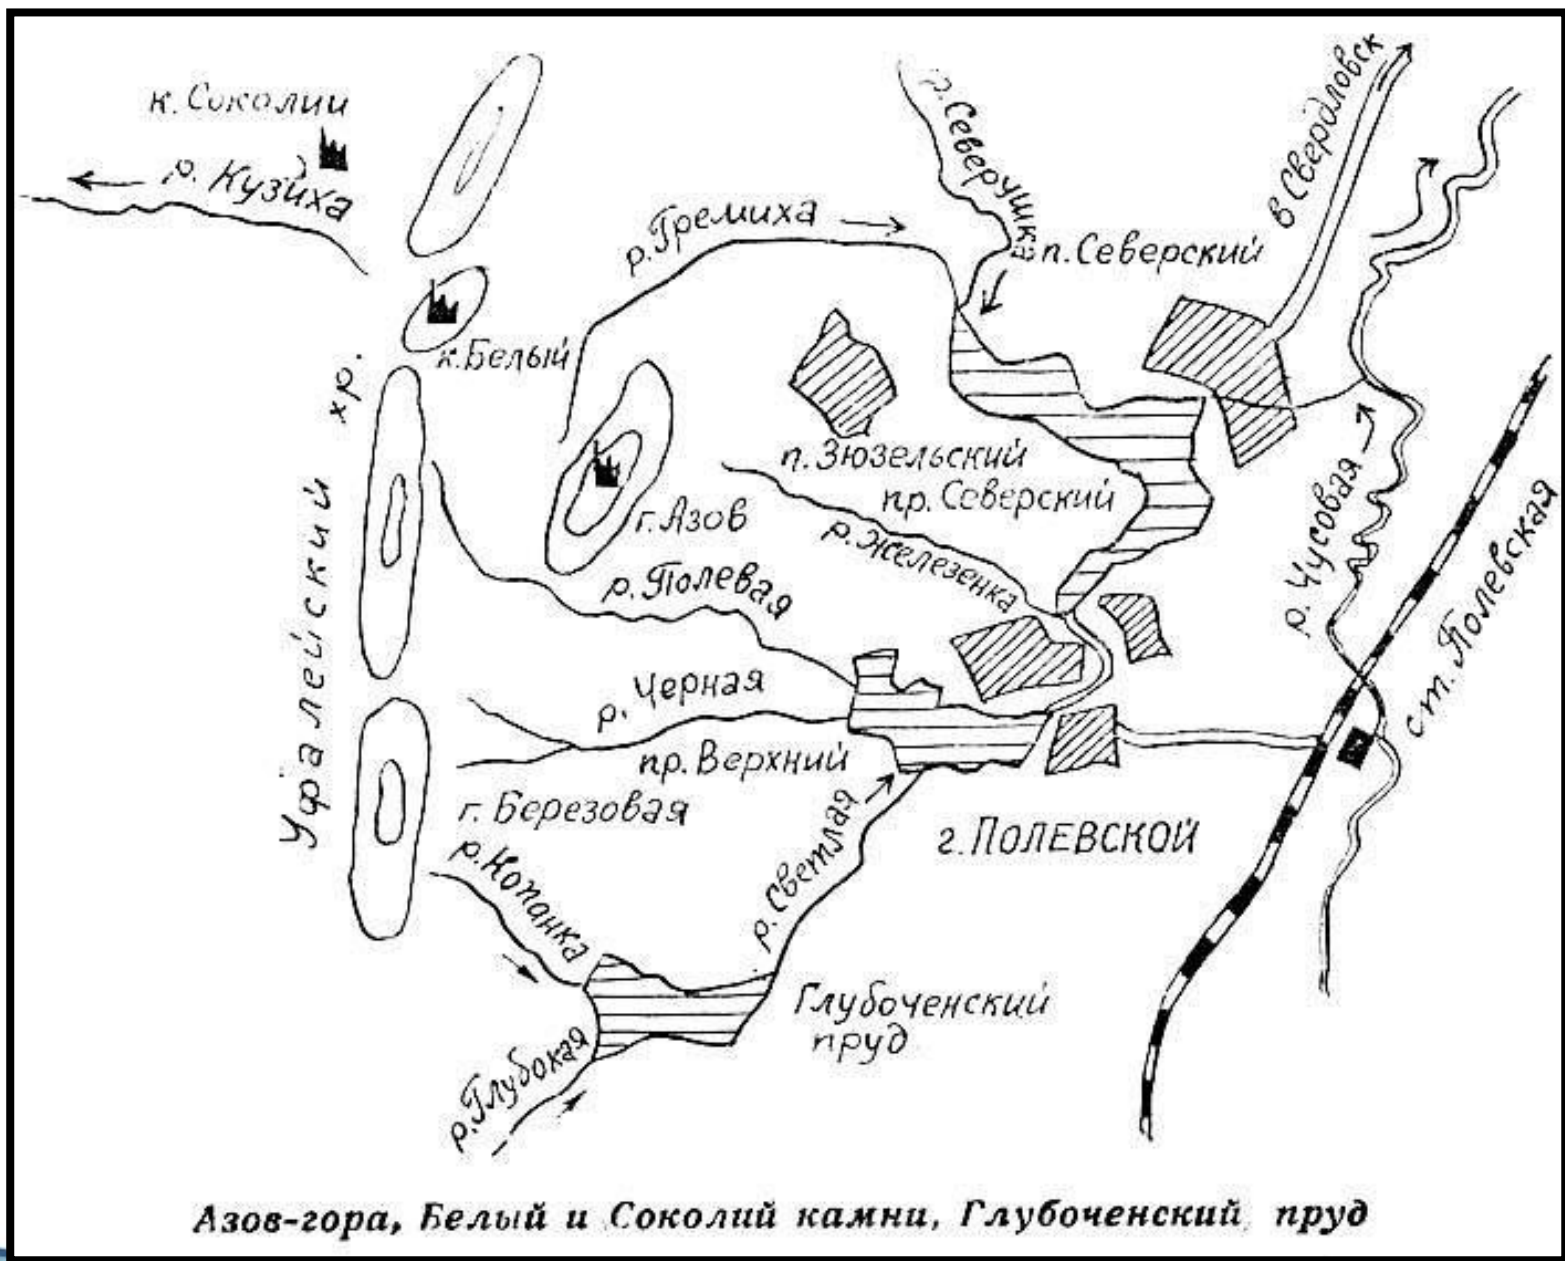 к. Соколий
р. Кузиха
р. Северушка
в Свердловск
р. Гремиха
п. Северский
к. Белый
Уфалейский хр.
п. Зюзельский
пр. Северский
г. Азов
р. Железенка
р. Полевая
р. Чусовая
ст. Полевская
р. Черная
пр. Верхний
г. Березовая
р. Светлая
г. ПОЛЕВСКОЙ
р. Копанка
Глубоченский
пруд
р. Глубокая
Азов-гора, Белый и Соколий камни, Глубоченский пруд